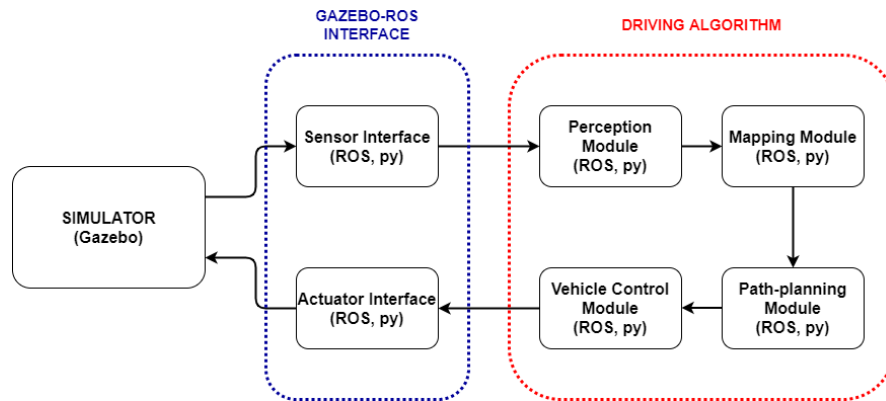 GAZEBO-ROS
INTERFACE
DRIVING ALGORITHM
Sensor Interface
(ROS, py)
Perception
Module
(ROS, py)
Mapping Module
(ROS, py)
SIMULATOR
(Gazebo)
Actuator Interface
(ROS, py)
Vehicle Control
Module
(ROS, py)
Path-planning
Module
(ROS, py)